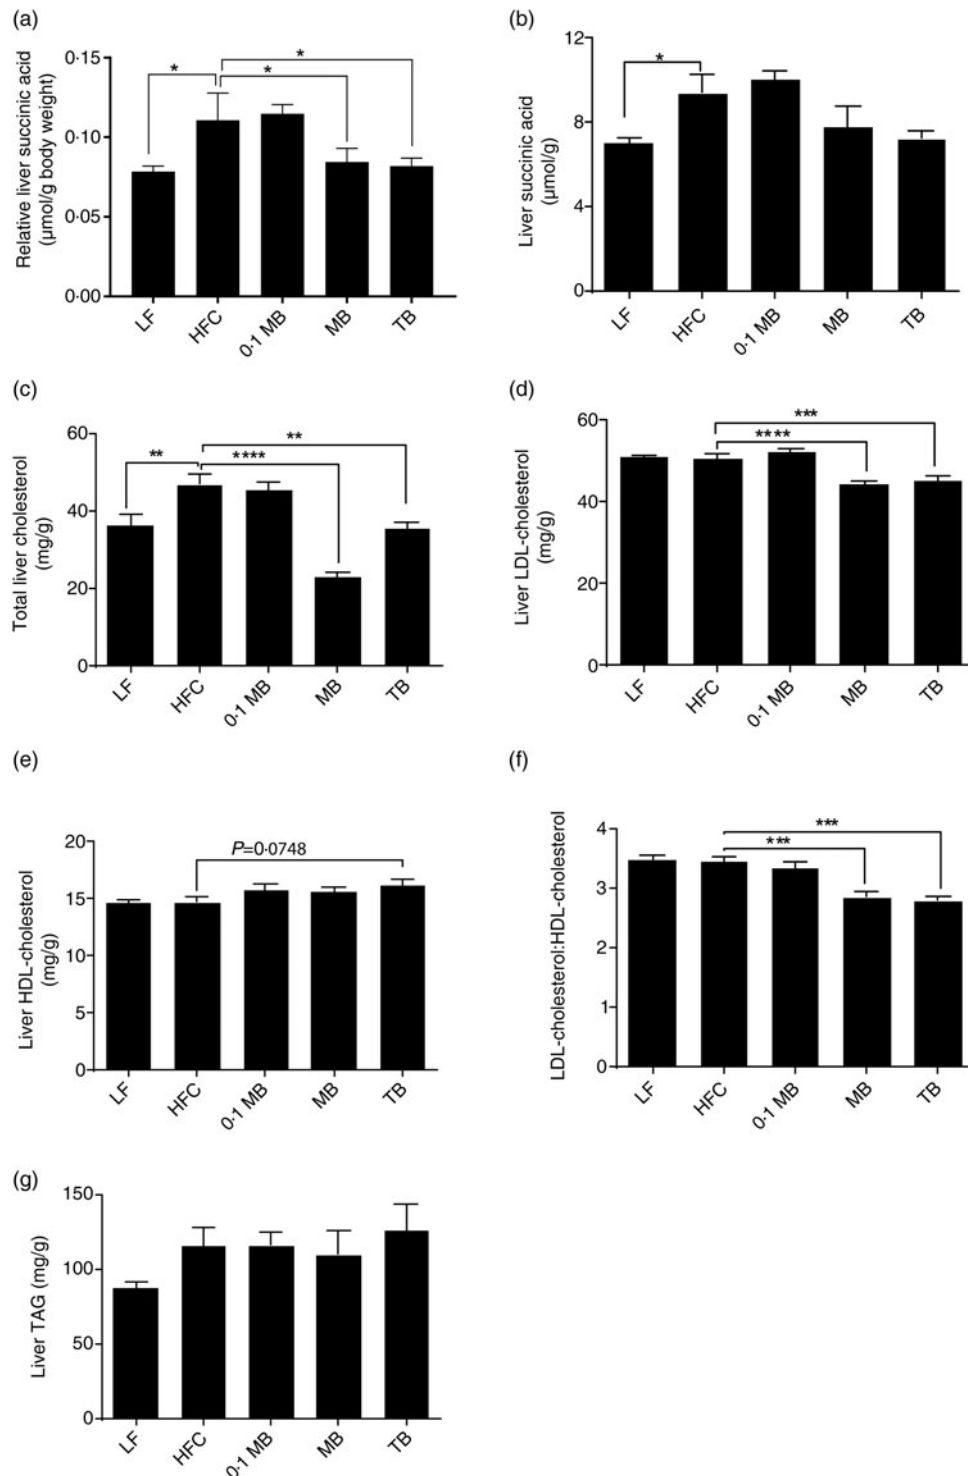 (a)
Relative liver succinic acid
(µmol/g body weight)
0·15
0·10
0·05
0·00
*
*
*
LF
HFC
0·1 MB
MB
TB
(b)
Liver succinic acid
(µmol/g)
12
8
4
0
*
LF
HFC
0·1 MB
MB
TB
(c)
Total liver cholesterol
(mg/g)
60
40
20
0
**
**
****
LF
HFC
0·1 MB
MB
TB
(d)
Liver LDL-cholesterol
(mg/g)
60
40
20
0
***
****
LF
HFC
0·1 MB
MB
TB
(e)
Liver HDL-cholesterol
(mg/g)
20
15
10
5
0
P=0·0748
LF
HFC
0·1 MB
MB
TB
(f)
LDL-cholesterol:HDL-cholesterol
4
3
2
1
0
***
***
LF
HFC
0·1 MB
MB
TB
(g)
Liver TAG (mg/g)
150
100
50
0
LF
HFC
0·1 MB
MB
TB